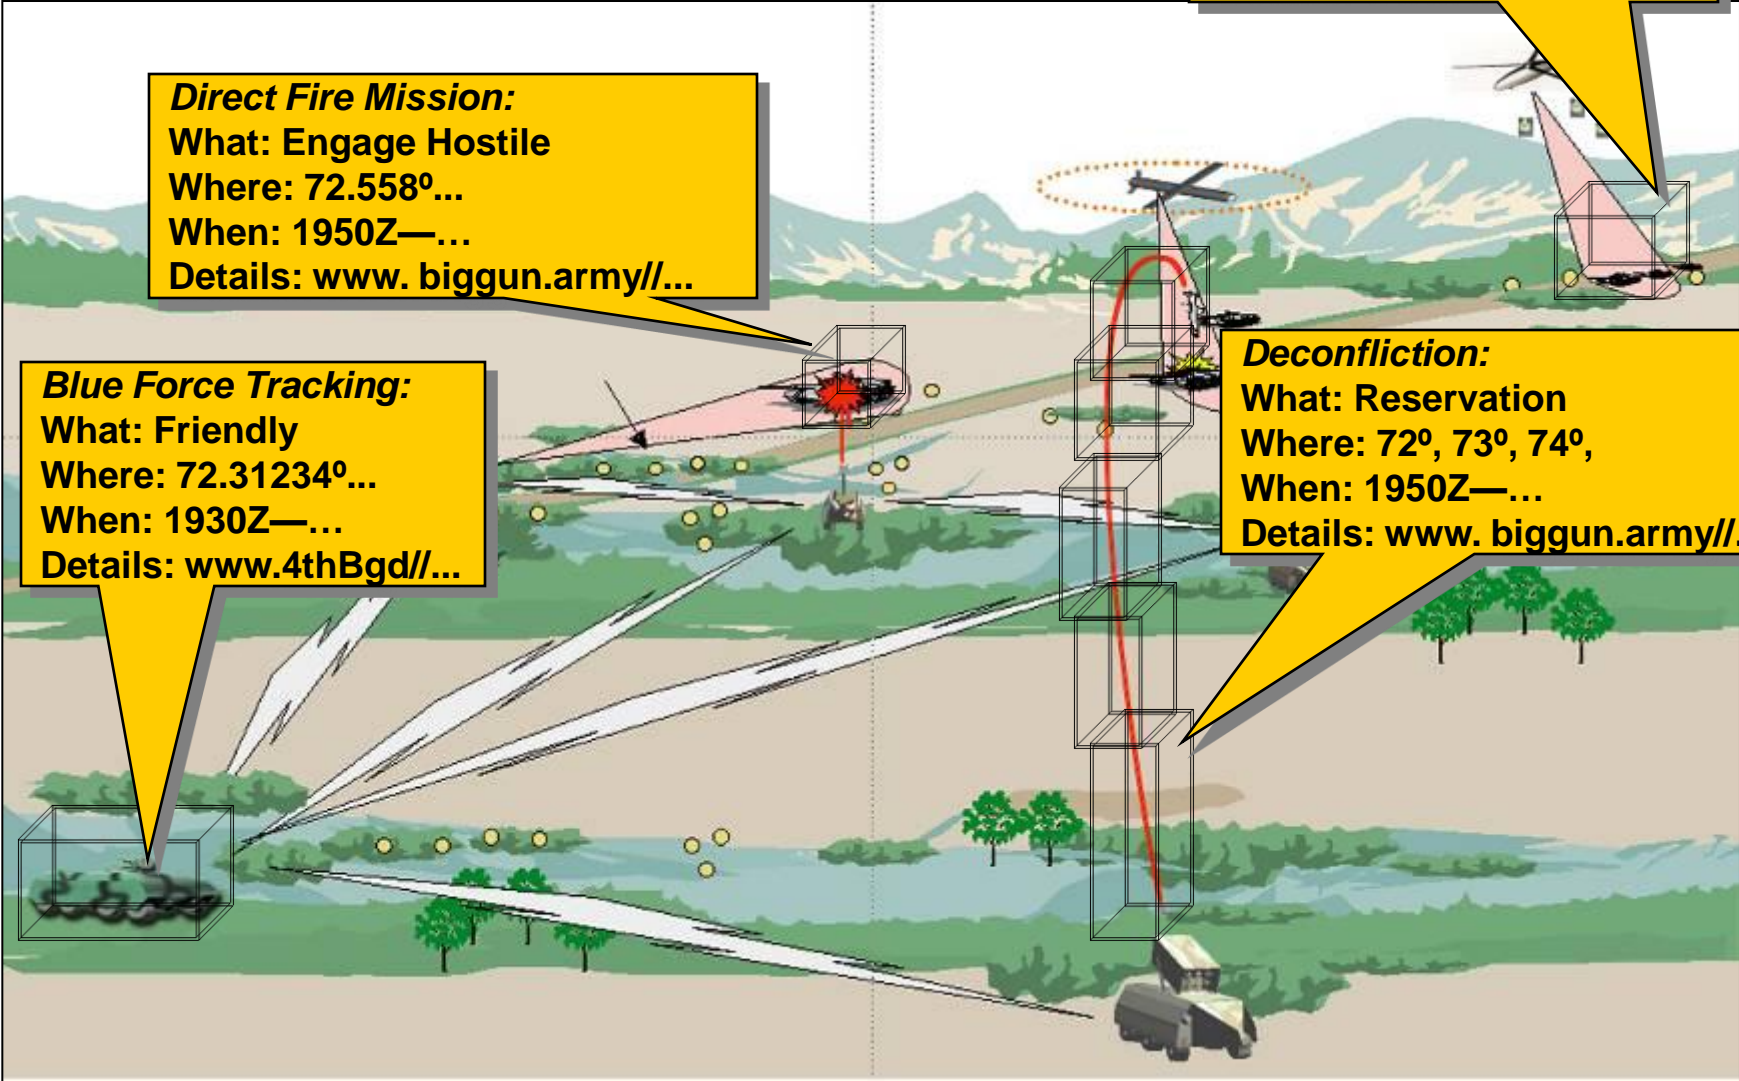 Direct Fire Mission:
What: Engage Hostile
Where: 72.558º...
When: 1950Z—…
Details: www. biggun.army//...
Blue Force Tracking:
What: Friendly
Where: 72.31234º...
When: 1930Z—…
Details: www.4thBgd//...
Deconfliction:
What: Reservation
Where: 72º, 73º, 74º,
When: 1950Z—…
Details: www. biggun.army//.